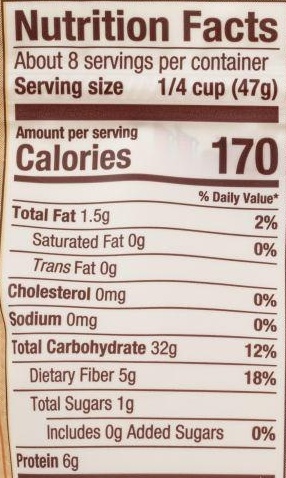 Nutrition Facts
About 8 servings per container
Serving size 1/4 cup (47g)
Amount per serving
Calories 170
% Daily Value*
Total Fat 1.5g 2%
Saturated Fat 0g 0%
Trans Fat 0g
Cholesterol 0mg 0%
Sodium 0mg 0%
Total Carbohydrate 32g 12%
Dietary Fiber 5g 18%
Total Sugars 1g
Includes 0g Added Sugars 0%
Protein 6g